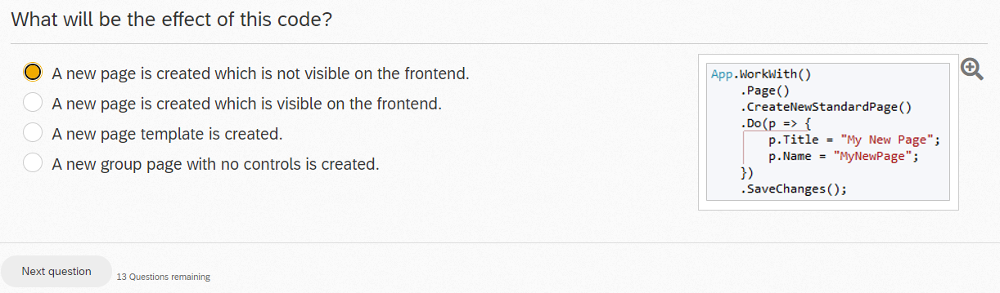 What will be the effect of this code?
A new page is created which is not visible on the frontend.
A new page is created which is visible on the frontend.
A new page template is created.
A new group page with no controls is created.
App.WorkWith()
.Page()
.CreateNewStandardPage()
.Do(p => {
p.Title = "My New Page";
p.Name = "MyNewPage";
})
.SaveChanges();
Next question
13 Questions remaining